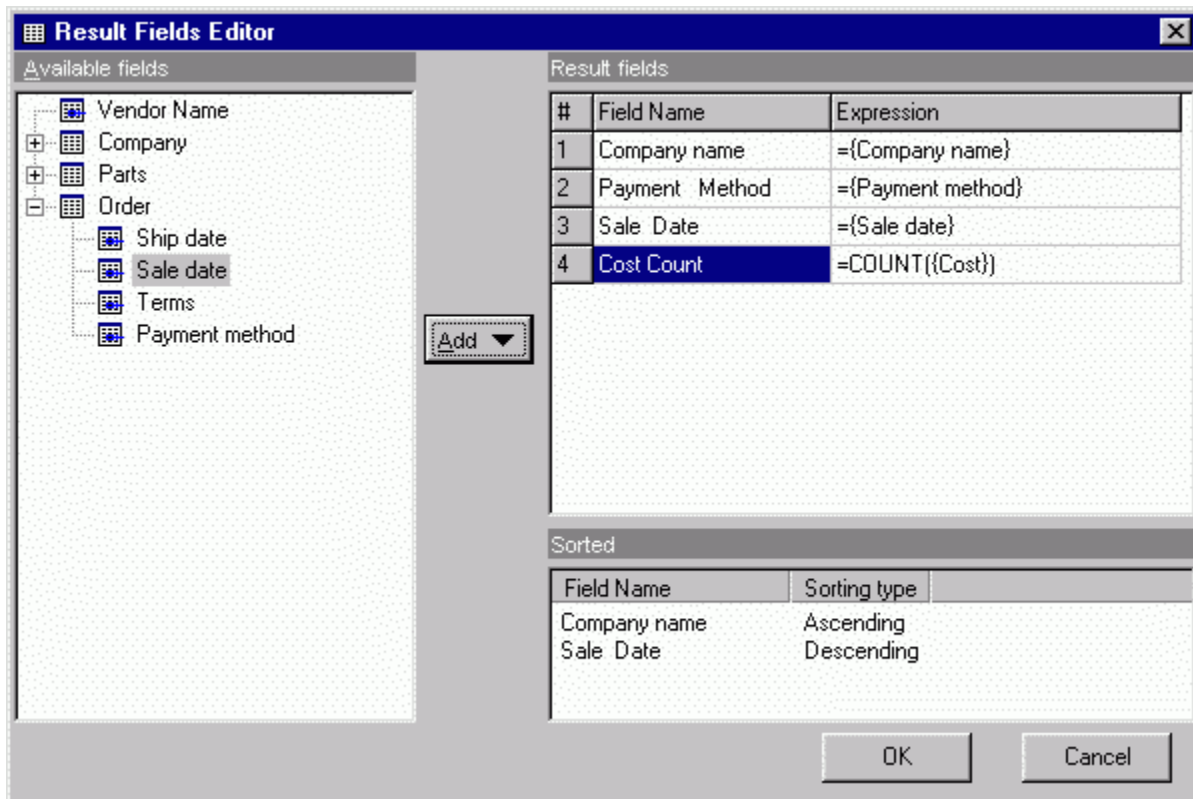 Result Fields Editor
Available fields
Vendor Name
Company
Parts
Order
Ship date
Sale date
Terms
Payment method
Add
Result fields
# Field Name Expression
1 Company name ={Company name}
2 Payment Method ={Payment method}
3 Sale Date ={Sale date}
4 Cost Count =COUNT({Cost})
Sorted
Field Name Sorting type
Company name Ascending
Sale Date Descending
OK Cancel